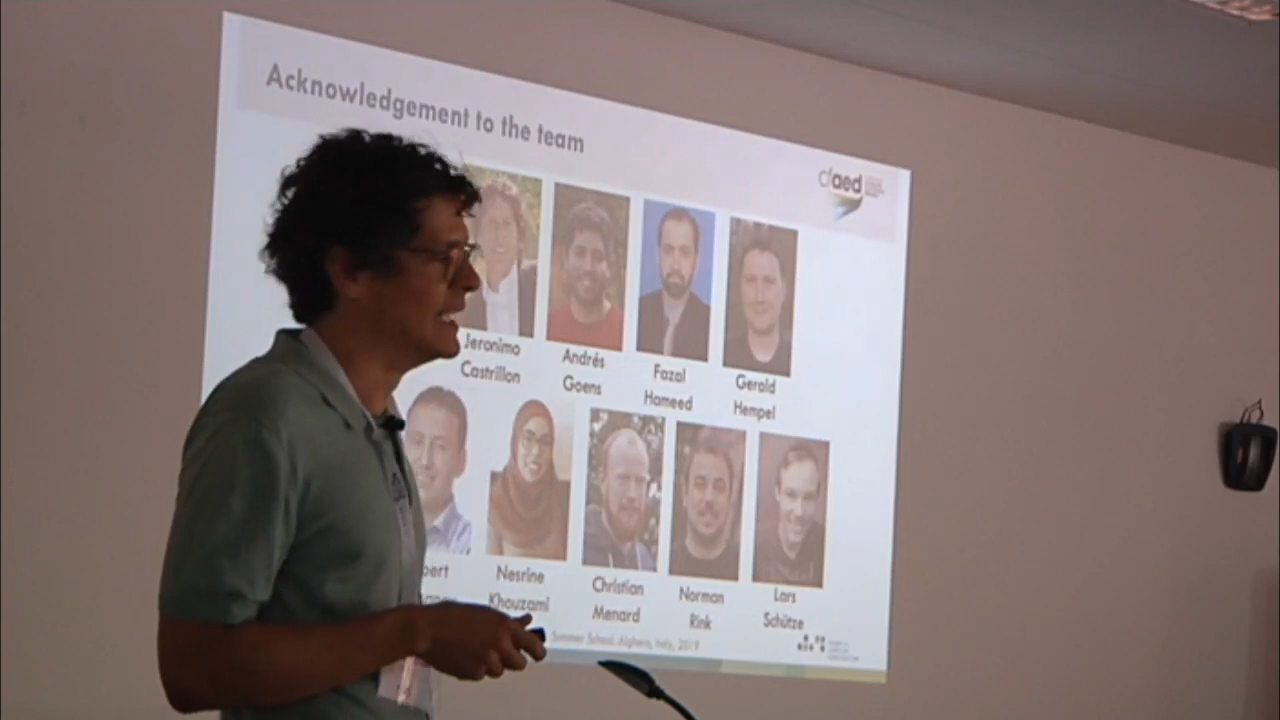 Acknowledgement to the team
cfaed
Jeronimo
Castrillon
Andrés
Goens
Fazal
Hameed
Gerald
Hempel
Nesrine
Khouzami
Christian
Menard
Norman
Rink
Lars
Schütze
Summer School. Alghero, Italy, 2019